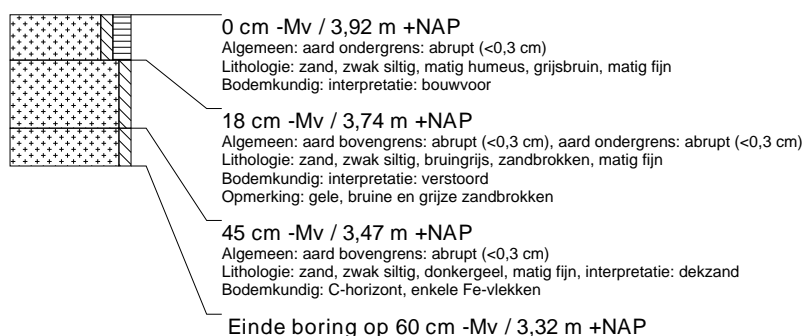 0 cm -Mv / 3,92 m +NAP
Algemeen: aard ondergrens: abrupt (<0,3 cm)
Lithologie: zand, zwak siltig, matig humeus, grijsbruin, matig fijn
Bodemkundig: interpretatie: bouwvoor
18 cm -Mv / 3,74 m +NAP
Algemeen: aard bovengrens: abrupt (<0,3 cm), aard ondergrens: abrupt (<0,3 cm)
Lithologie: zand, zwak siltig, bruingrijs, zandbrokken, matig fijn
Bodemkundig: interpretatie: verstoord
Opmerking: gele, bruine en grijze zandbrokken
45 cm -Mv / 3,47 m +NAP
Algemeen: aard bovengrens: abrupt (<0,3 cm)
Lithologie: zand, zwak siltig, donkergeel, matig fijn, interpretatie: dekzand
Bodemkundig: C-horizont, enkele Fe-vlekken
Einde boring op 60 cm -Mv / 3,32 m +NAP